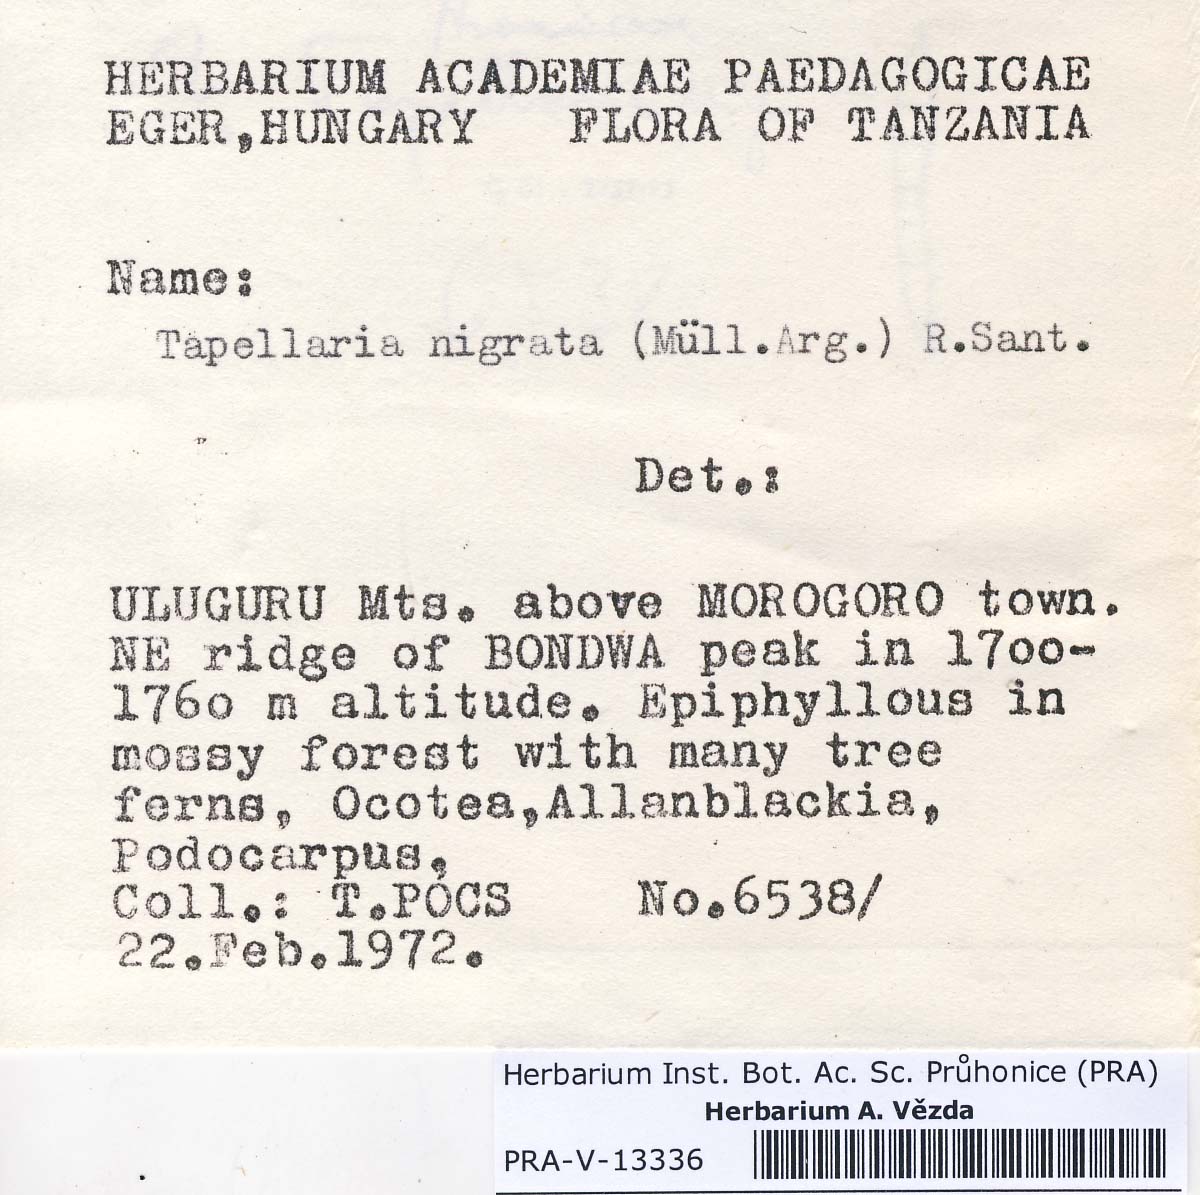 HERBARIUM ACADEMIAE PAEDAGOGICAE
EGER,HUNGARY FLORA OF TANZANIA
Name:
Tapellaria nigrata (Müll.Arg.) R.Sant.
Det.:
ULUGURU Mts. above MOROGORO town.
NE ridge of BONDWA peak in 1700-
1760 m altitude. Epiphyllous in
mossy forest with many tree
ferns, Ocotea,Allanblackia,
Podocarpus,
Coll.: T.PÓCS No.6538/
22.Feb.1972.
Herbarium Inst. Bot. Ac. Sc. Průhonice (PRA)
Herbarium A. Vězda
PRA-V-13336